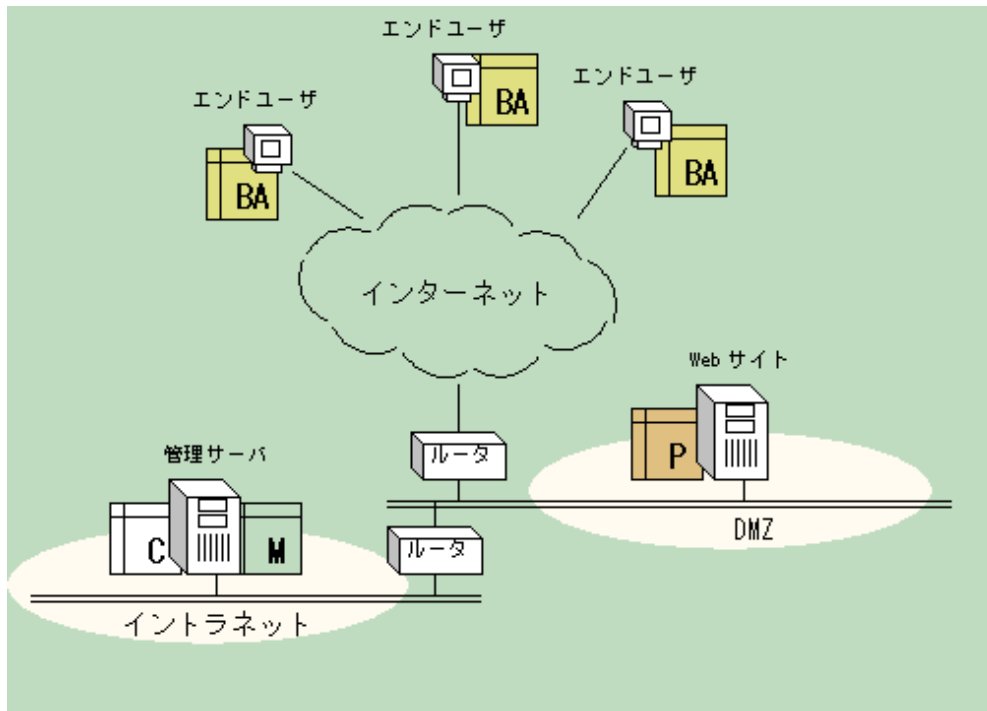 エンドユーザ
エンドユーザ
エンドユーザ
BA
BA
BA
インターネット
Web サイト
ルータ
P
管理サーバ
DMZ
ルータ
C
M
イントラネット